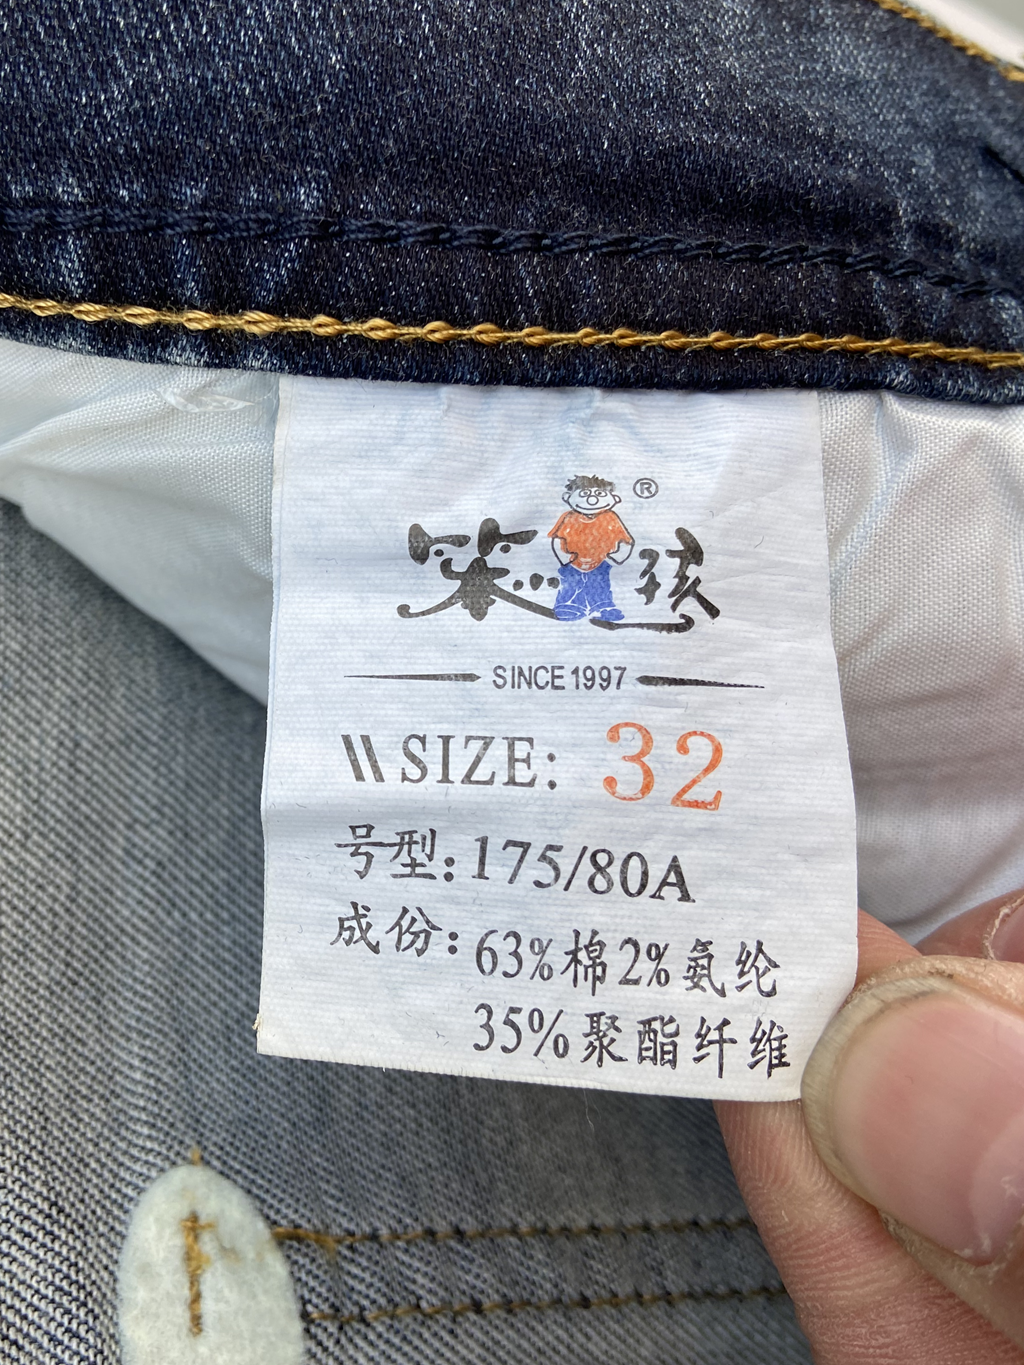 笨小孩®
SINCE 1997
\\SIZE: 32
号型: 175/80A
成份: 63%棉2%氨纶
35%聚酯纤维